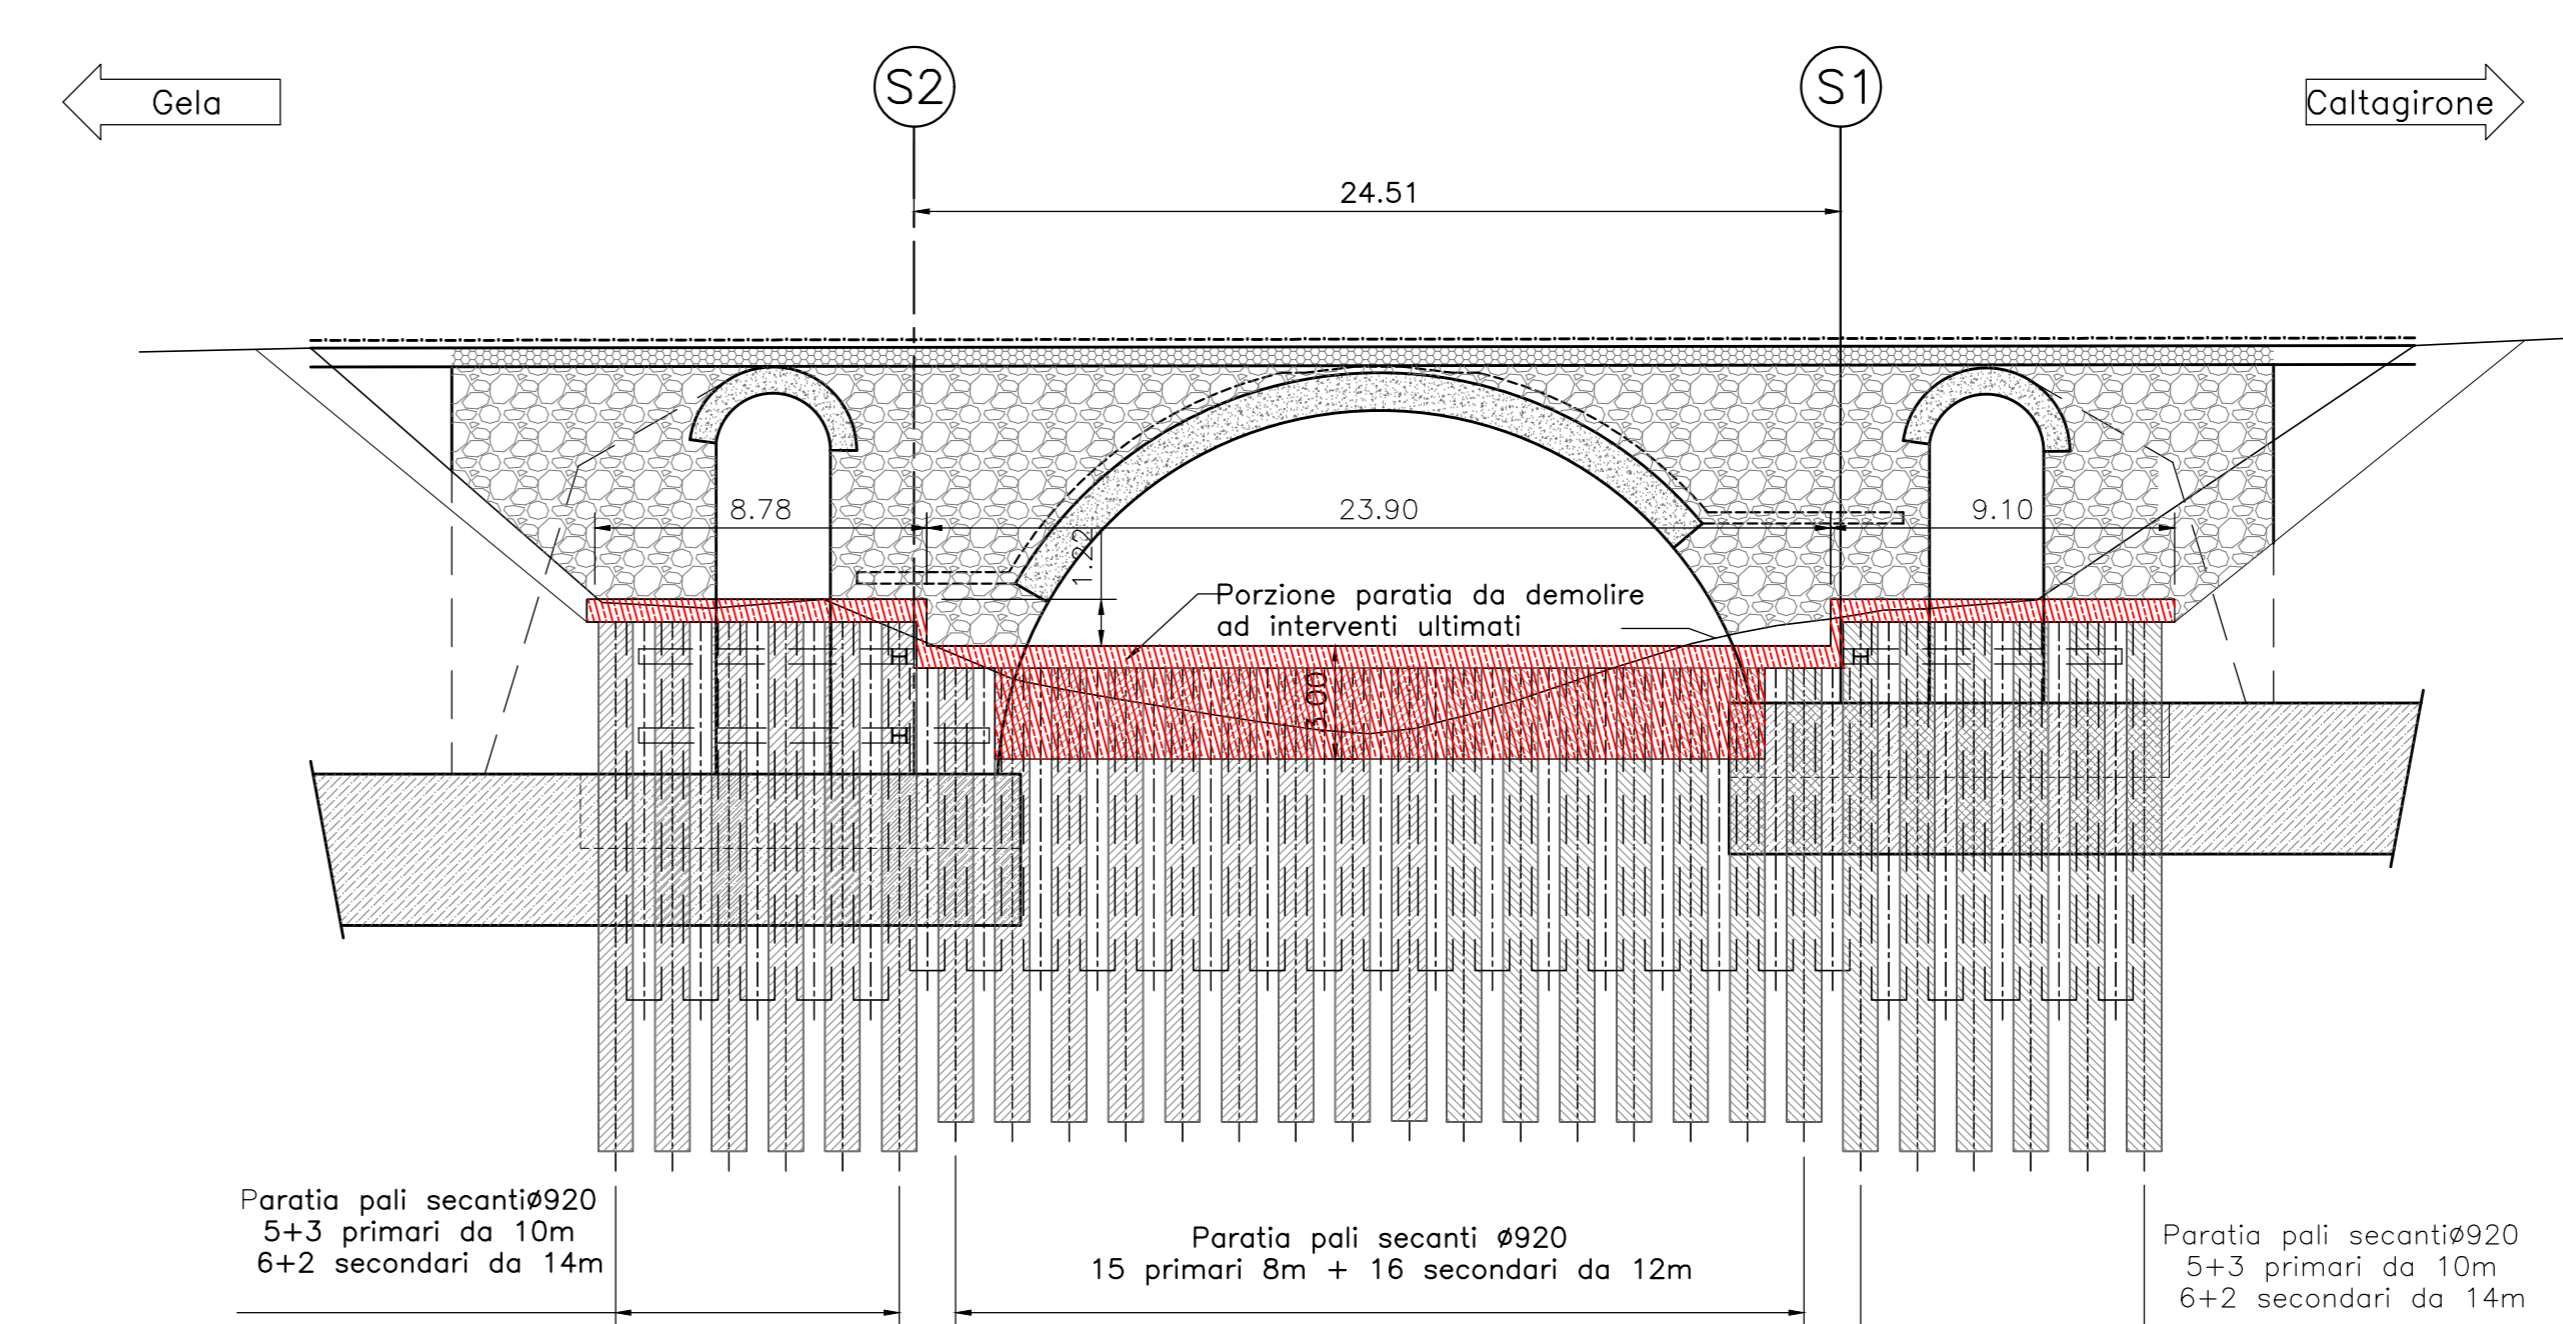 S2
S1
Gela
Caltagirone
24.51
8.78
23.90
9.10
1.22
Porzione paratia da demolire
ad interventi ultimati
H
H
H
3.00
Paratia pali secantiø920
5+3 primari da 10m
6+2 secondari da 14m
Paratia pali secanti ø920
15 primari 8m + 16 secondari da 12m
Paratia pali secantiø920
5+3 primari da 10m
6+2 secondari da 14m